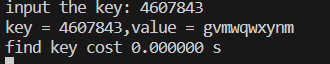 input the key: 4607843
key = 4607843,value = gvmwqwxynm
find key cost 0.000000 s